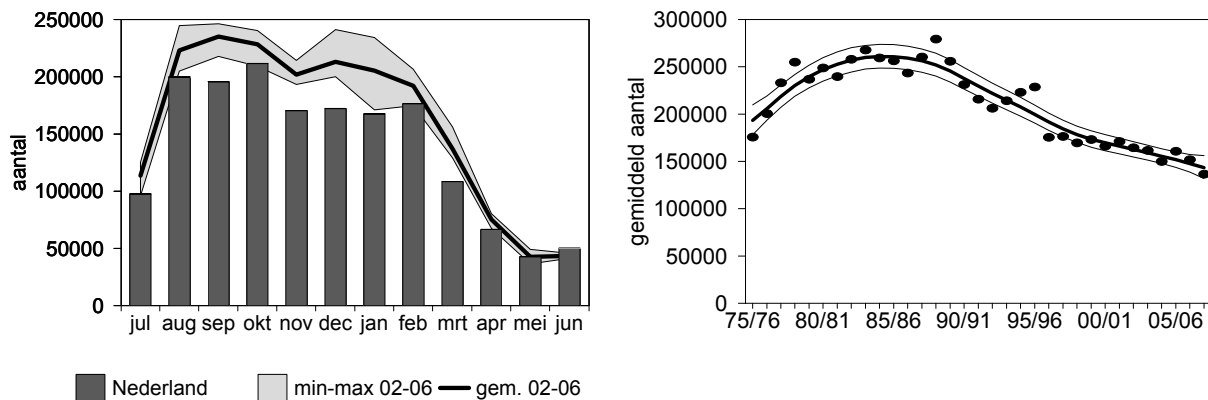 250000
200000
150000
100000
50000
0
aantal
jul aug sep okt nov dec jan feb mrt apr mei jun
Nederland min-max 02-06 gem. 02-06
300000
250000
200000
150000
100000
50000
0
gemiddeld aantal
75/76 80/81 85/86 90/91 95/96 00/01 05/06